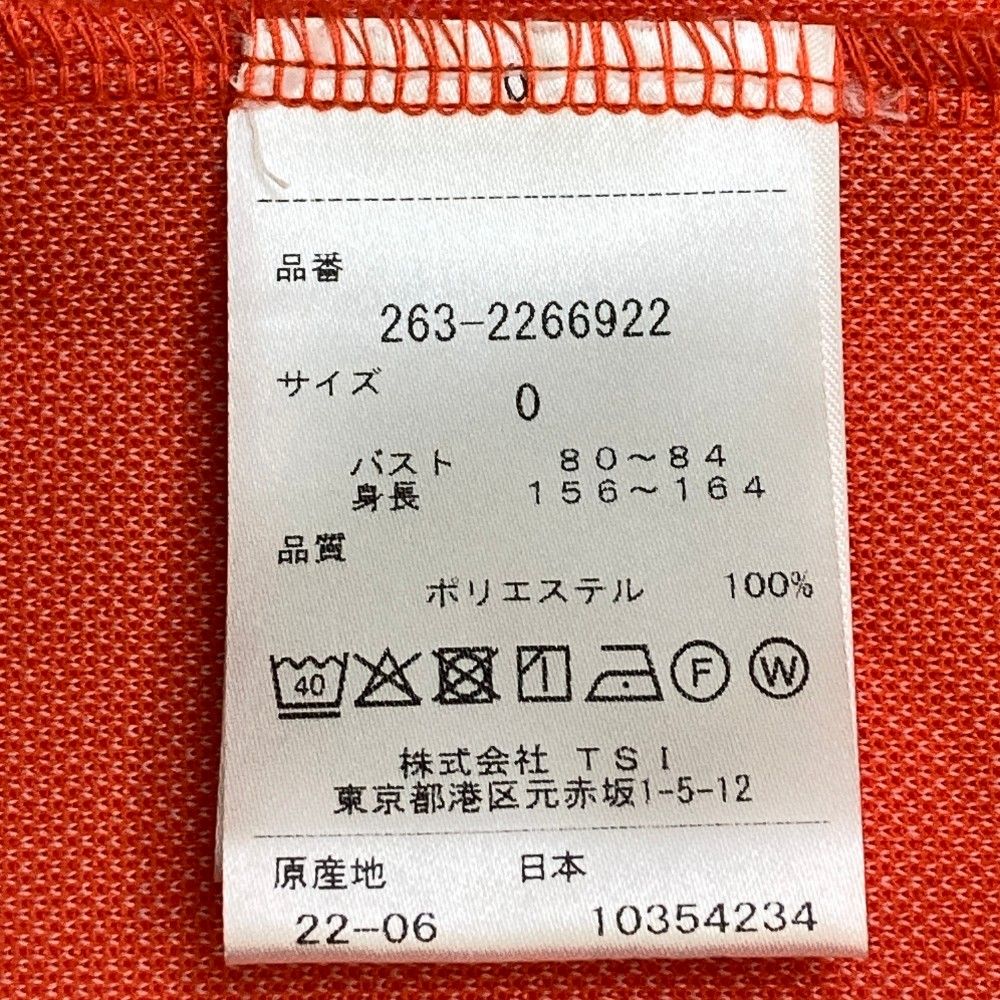 品番
263-2266922
サイズ
0
バスト 80～84
身長 156～164
品質
ポリエステル 100%
40 F W
株式会社 TSI
東京都港区元赤坂1-5-12
原産地 日本
22-06 10354234